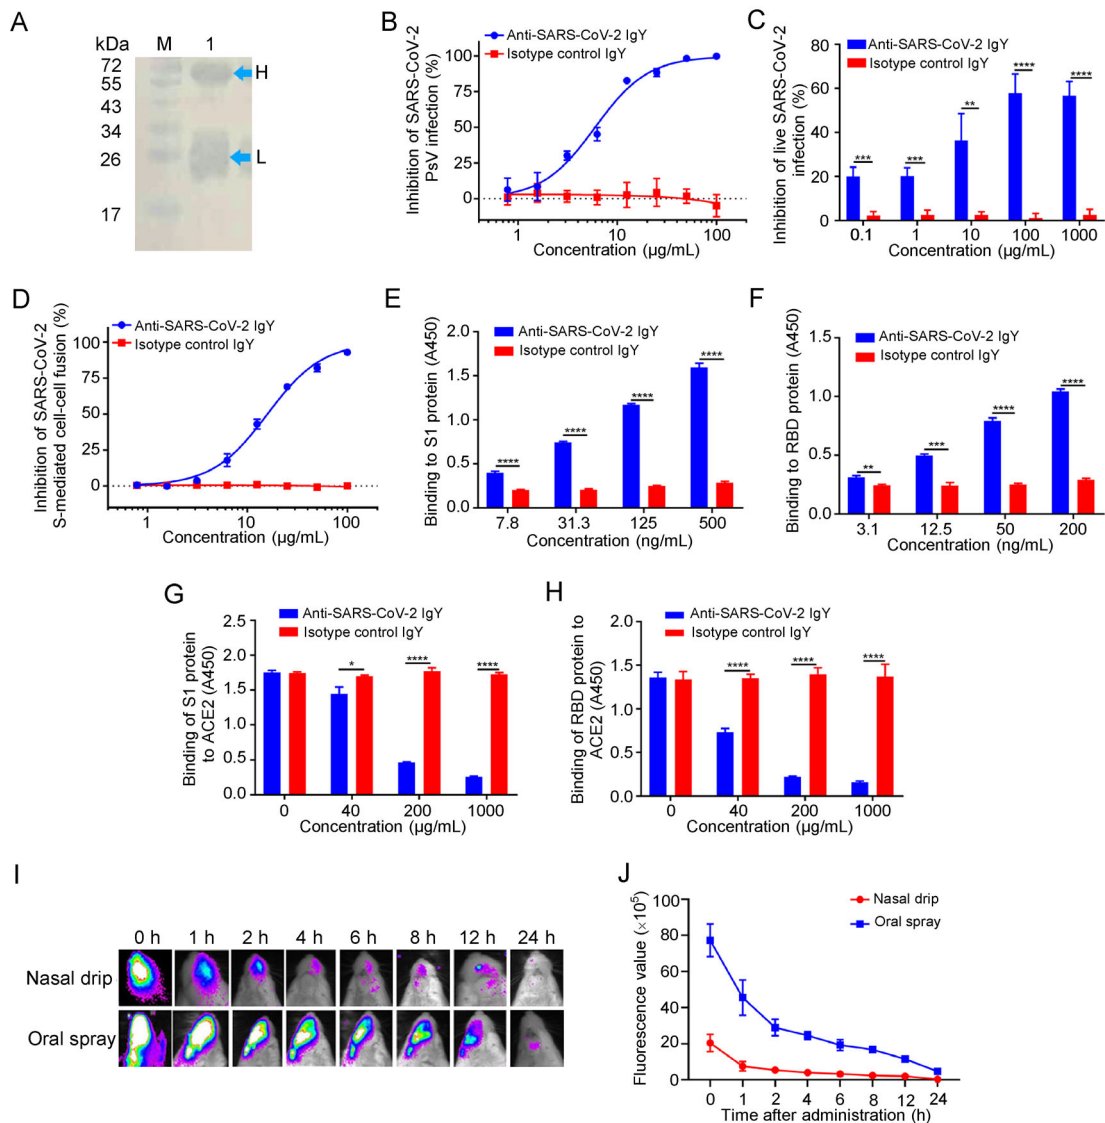 A
kDa M 1
72
55
43
34
26
17
H
L
B
Anti-SARS-CoV-2 IgY
Isotype control IgY
Inhibition of SARS-CoV-2
PsV infection (%)
100
75
50
25
0
1 10 100
Concentration (µg/mL)
C
Anti-SARS-CoV-2 IgY
Isotype control IgY
Inhibition of live SARS-CoV-2
infection (%)
80
60
40
20
0
*** *** ** **** ****
0.1 1 10 100 1000
Concentration (µg/mL)
D
Anti-SARS-CoV-2 IgY
Isotype control IgY
Inhibition of SARS-CoV-2
S-mediated cell-cell fusion (%)
100
75
50
25
0
1 10 100
Concentration (µg/mL)
E
Anti-SARS-CoV-2 IgY
Isotype control IgY
Binding to S1 protein (A450)
2.0
1.5
1.0
0.5
0.0
**** **** **** ****
7.8 31.3 125 500
Concentration (ng/mL)
F
Anti-SARS-CoV-2 IgY
Isotype control IgY
Binding to RBD protein (A450)
1.5
1.0
0.5
0.0
** *** **** ****
3.1 12.5 50 200
Concentration (ng/mL)
G
Anti-SARS-CoV-2 IgY
Isotype control IgY
Binding of S1 protein
to ACE2 (A450)
2.5
2.0
1.5
1.0
0.5
0.0
* **** ****
0 40 200 1000
Concentration (µg/mL)
H
Anti-SARS-CoV-2 IgY
Isotype control IgY
Binding of RBD protein to
ACE2 (A450)
2.0
1.5
1.0
0.5
0.0
**** **** ****
0 40 200 1000
Concentration (µg/mL)
I
0 h 1 h 2 h 4 h 6 h 8 h 12 h 24 h
Nasal drip
Oral spray
J
Nasal drip
Oral spray
Fluorescence value (×10⁵)
100
80
60
40
20
0
0 1 2 4 6 8 12 24
Time after administration (h)